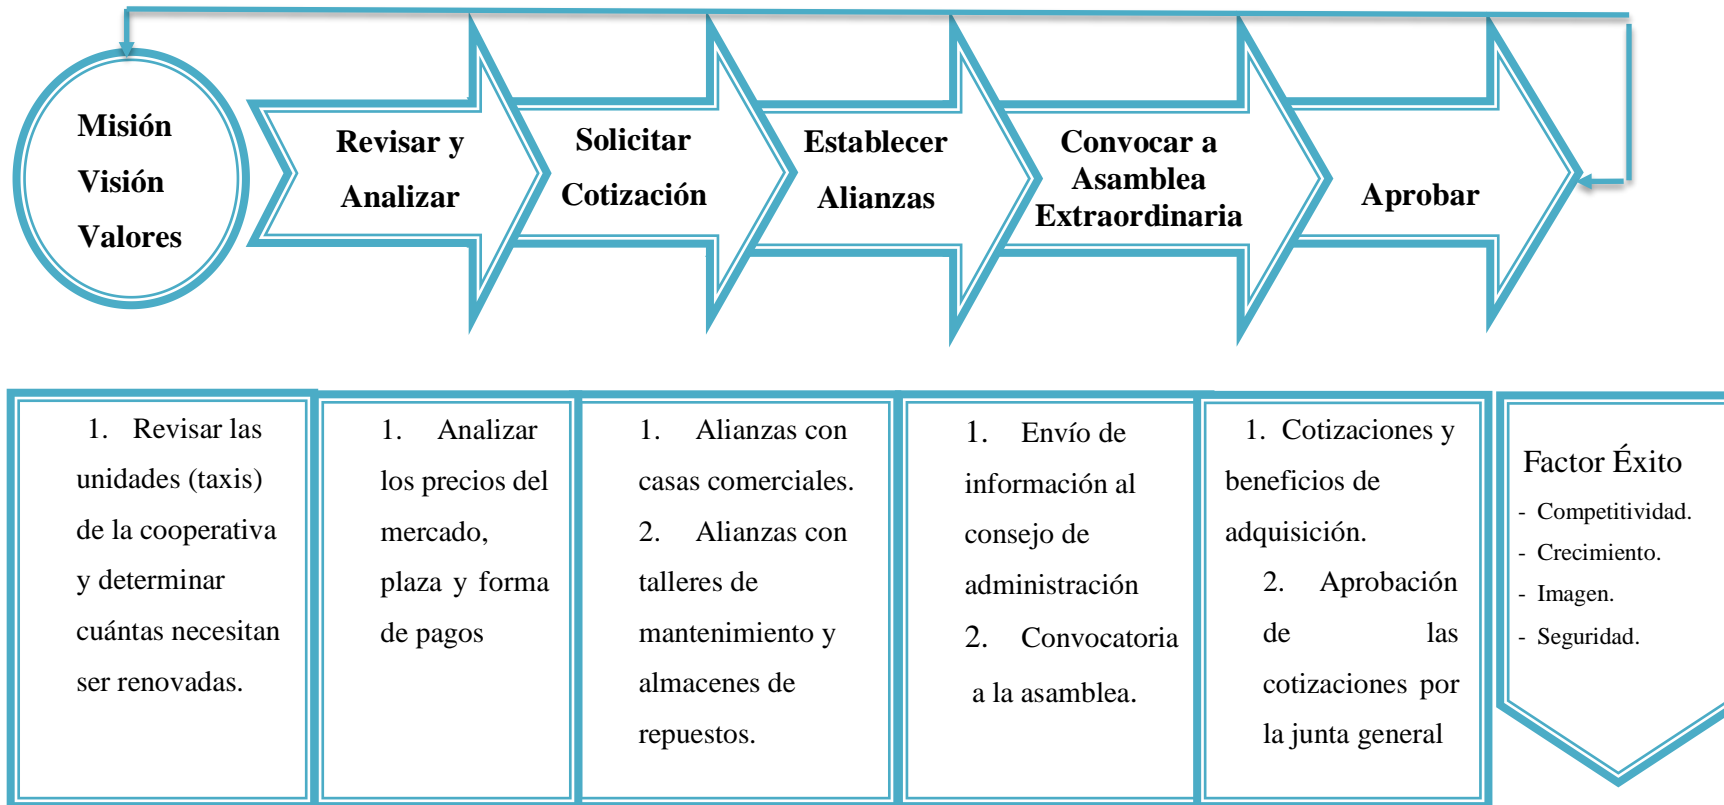 Misión
Visión
Valores
Revisar y
Analizar
Solicitar
Cotización
Establecer
Alianzas
Convocar a
Asamblea
Extraordinaria
Aprobar
1. Revisar las
unidades (taxis)
de la cooperativa
y determinar
cuántas necesitan
ser renovadas.
1. Analizar
los precios del
mercado,
plaza y forma
de pagos
1. Alianzas con
casas comerciales.
2. Alianzas con
talleres de
mantenimiento y
almacenes de
repuestos.
1. Envío de
información al
consejo de
administración
2. Convocatoria
a la asamblea.
1. Cotizaciones y
beneficios de
adquisición.
2. Aprobación
de las
cotizaciones por
la junta general
Factor Éxito
- Competitividad.
- Crecimiento.
- Imagen.
- Seguridad.